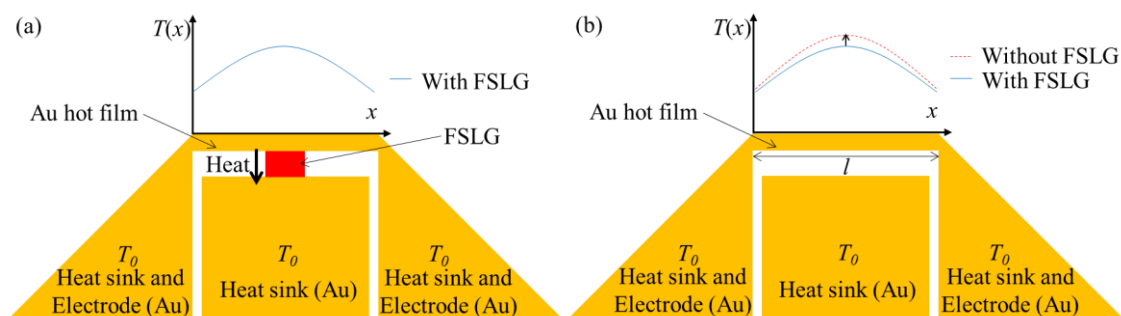 (a)
T(x)
With FSLG
x
Au hot film
FSLG
Heat
T0
Heat sink and
Electrode (Au)
T0
Heat sink (Au)
T0
Heat sink and
Electrode (Au)
(b)
T(x)
Without FSLG
With FSLG
x
Au hot film
l
T0
Heat sink and
Electrode (Au)
T0
Heat sink (Au)
T0
Heat sink and
Electrode (Au)